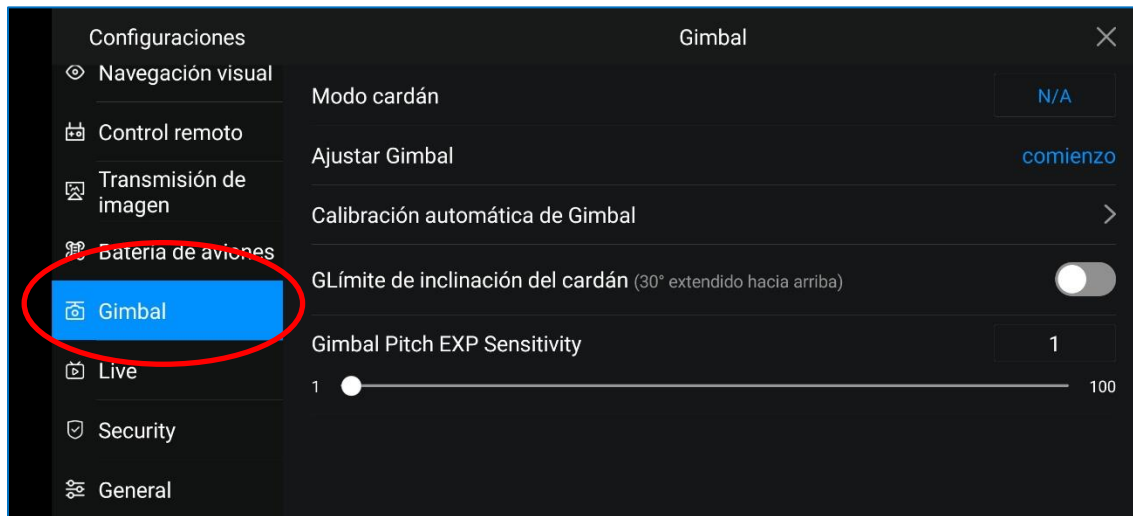 Configuraciones
Gimbal
Navegación visual
Control remoto
Transmisión de
imagen
Batería de aviones
Gimbal
Live
Security
General
Modo cardán
N/A
Ajustar Gimbal
comienzo
Calibración automática de Gimbal
GLímite de inclinación del cardán (30° extendido hacia arriba)
Gimbal Pitch EXP Sensitivity
1
1
100